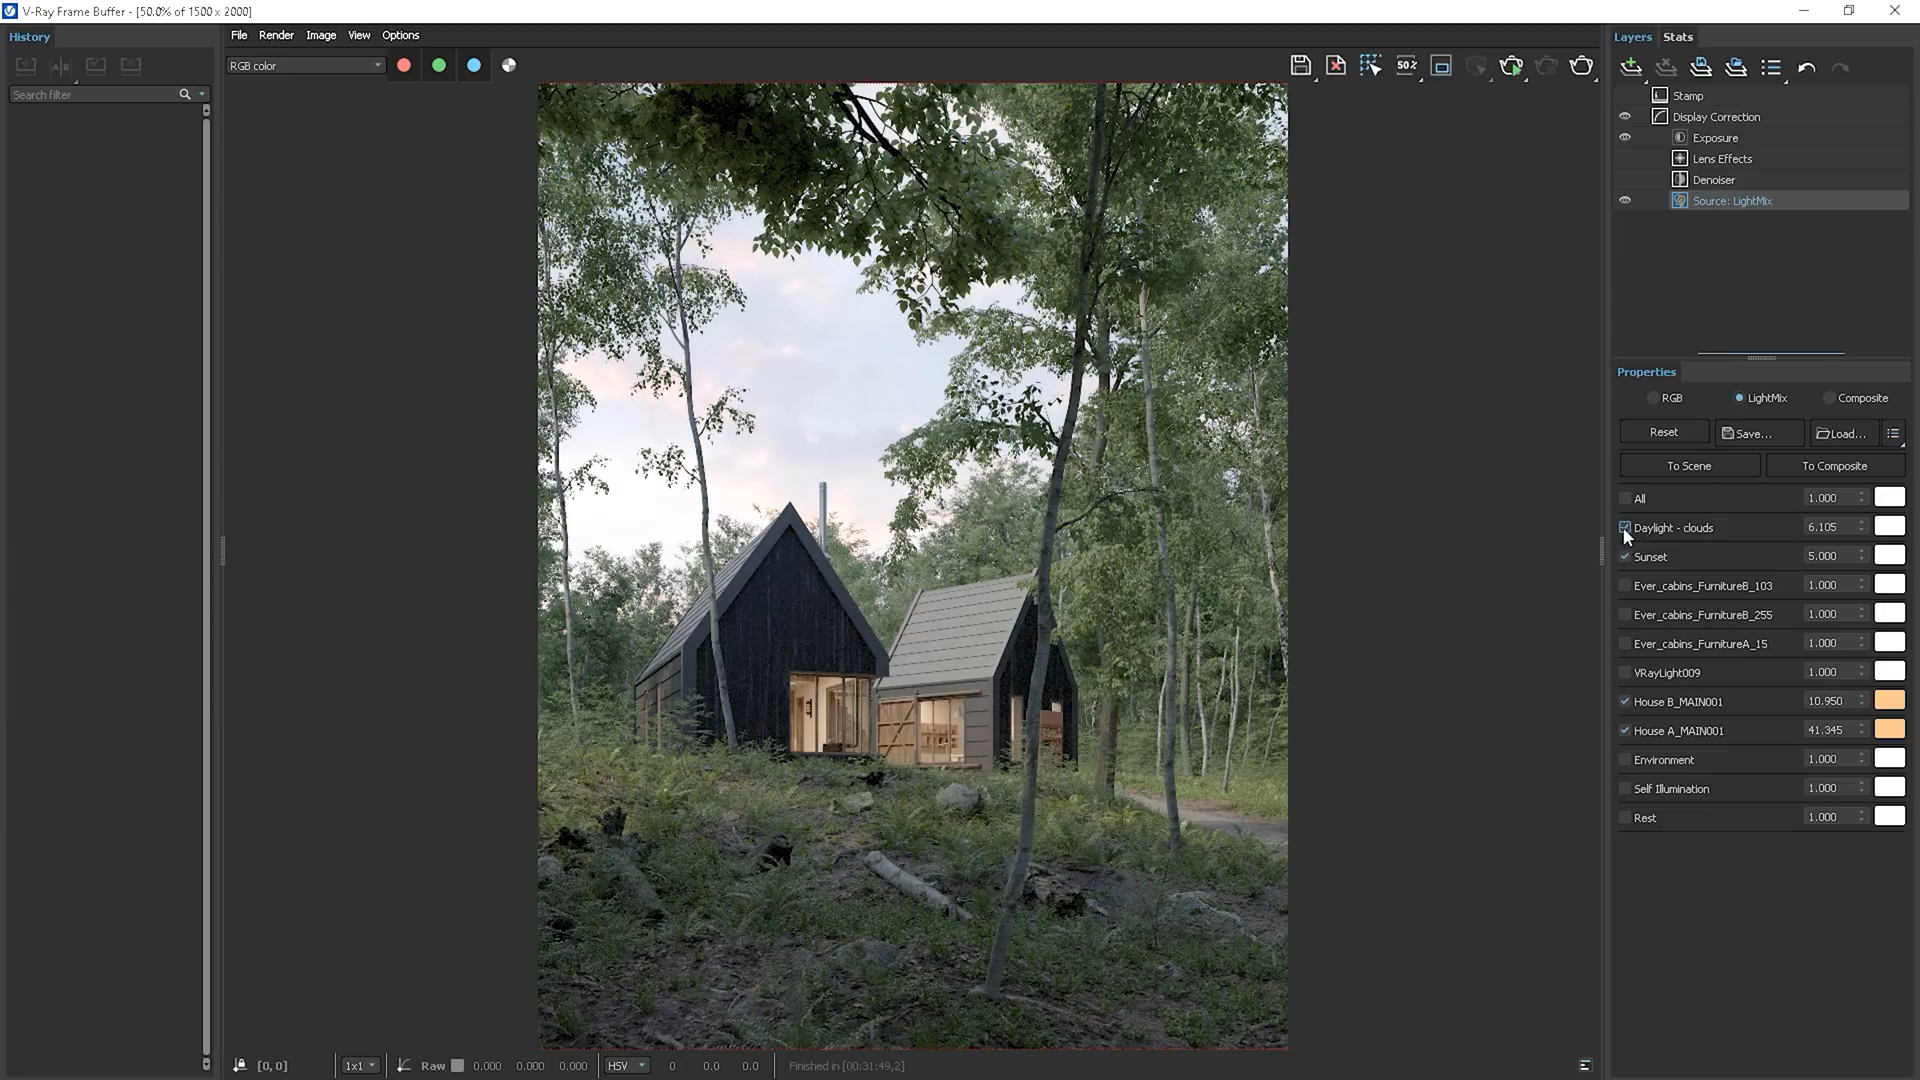 V-Ray Frame Buffer - [50.0% of 1500 x 2000]
History
File Render Image View Options
Layers Stats
RGB color
50%
Search filter
Stamp
Display Correction
Exposure
Lens Effects
Denoiser
Source: LightMix
Properties
RGB LightMix Composite
Reset Save... Load...
To Scene To Composite
All 1.000
Daylight - clouds 6.105
Sunset 5.000
Ever_cabins_FurnitureB_103 1.000
Ever_cabins_FurnitureB_255 1.000
Ever_cabins_FurnitureA_15 1.000
VRayLight009 1.000
House B_MAIN001 10.950
House A_MAIN001 41.345
Environment 1.000
Self Illumination 1.000
Rest 1.000
[0, 0] 1x1 Raw 0.000 0.000 0.000 HSV 0 0.0 0.0 Finished in [00:31:49,2]